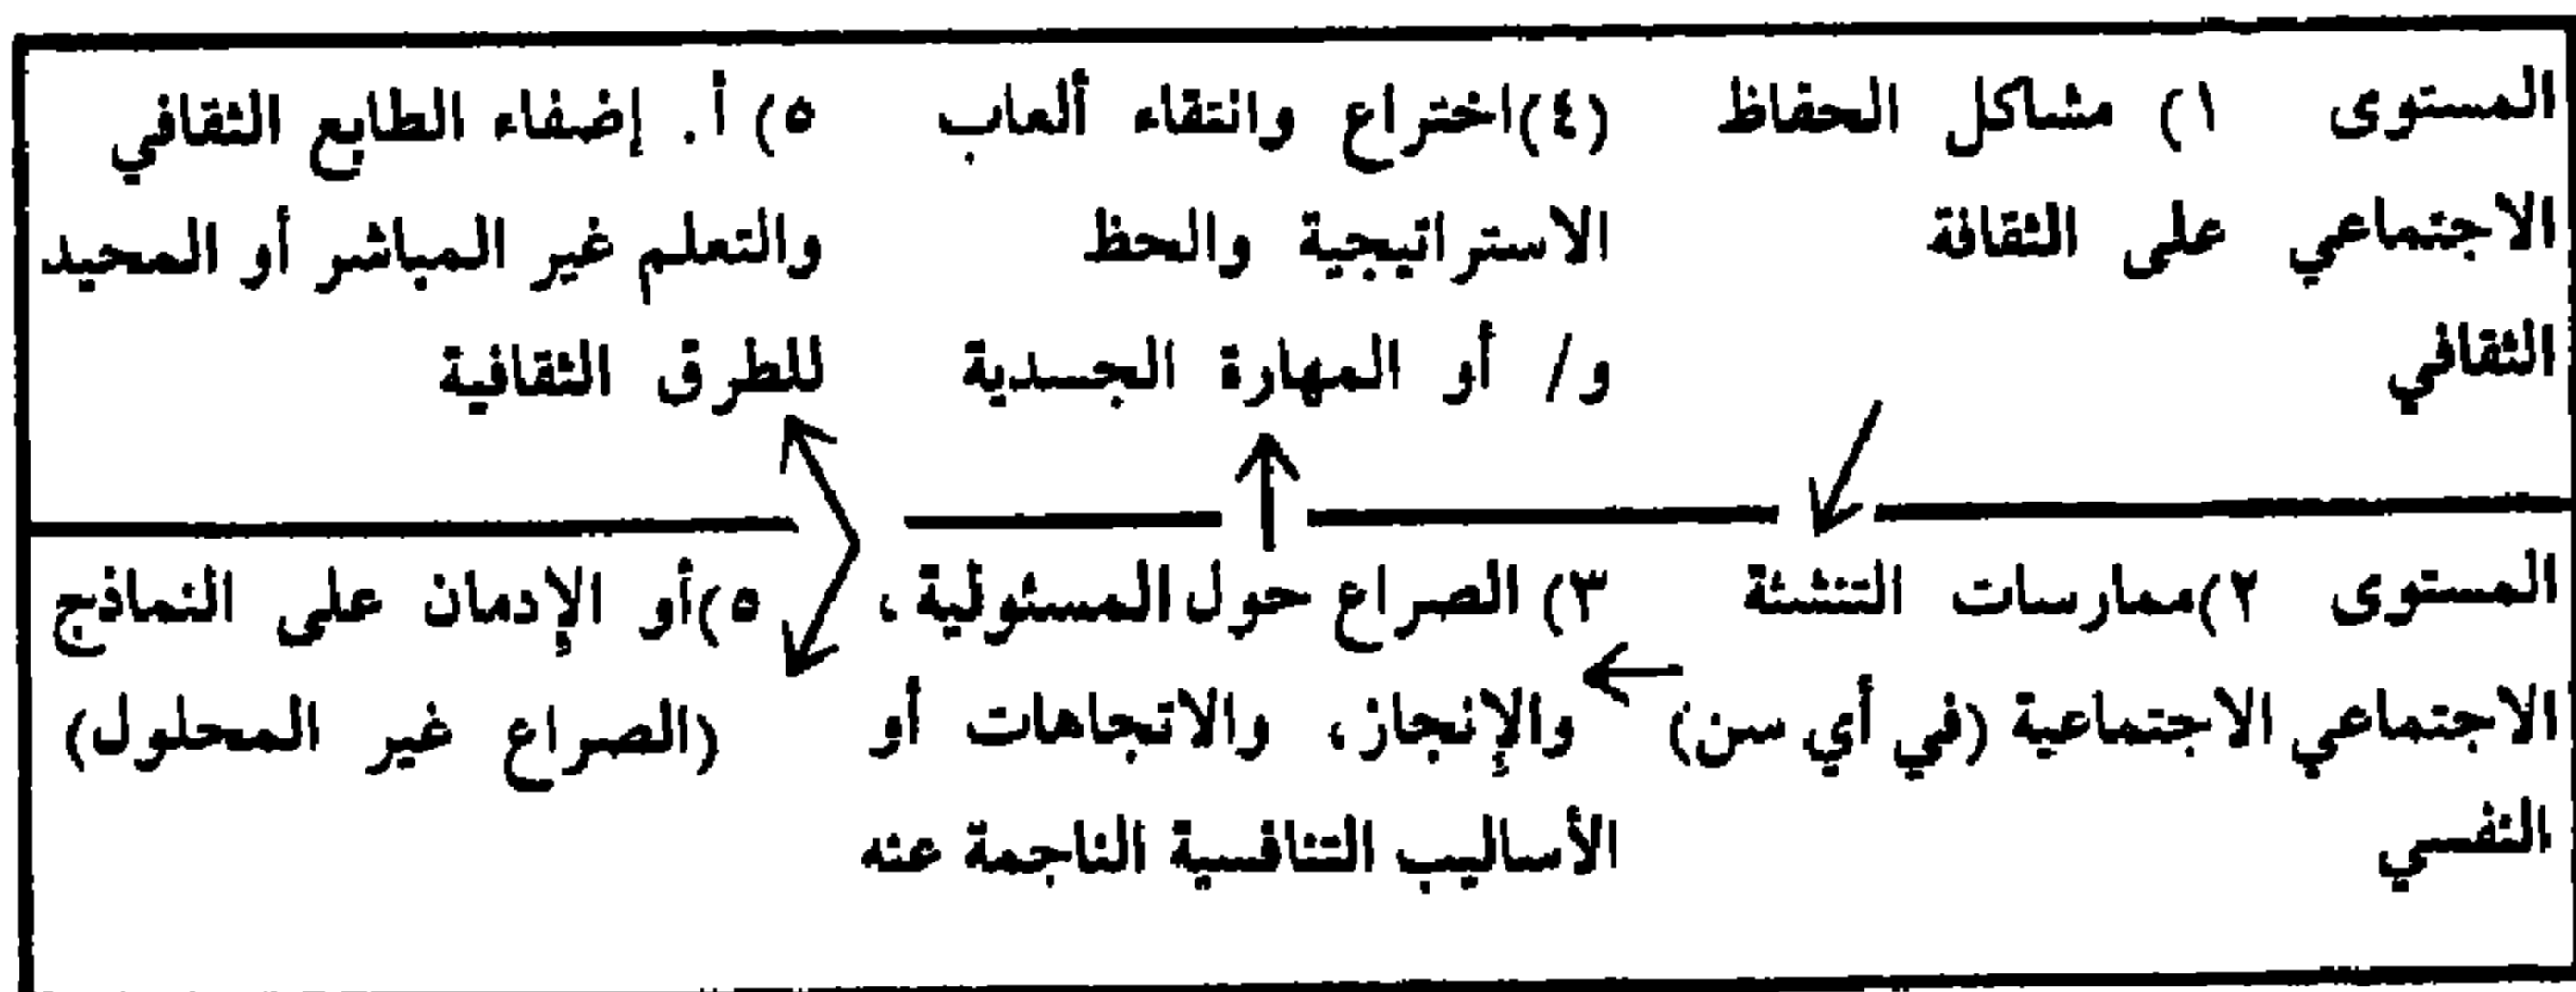 المستوى ١) مشاكل الحفاظ (٤)اختراع وانتقاء ألعاب ٥) أ. إضفاء الطابع الثقافي
الاجتماعي على الثقافة الاستراتيجية والحظ والتعلم غير المباشر أو المحيد
الثقافي و/ أو المهارة الجسدية للطرق الثقافية
المستوى ٢)ممارسات التنشئة ٣) الصراع حول المسئولية، ٥)أو الإدمان على النماذج
الاجتماعي الاجتماعية (في أي سن) والإنجاز، والاتجاهات أو (الصراع غير المحلول)
النفسي الأساليب التنافسية الناجمة عنه